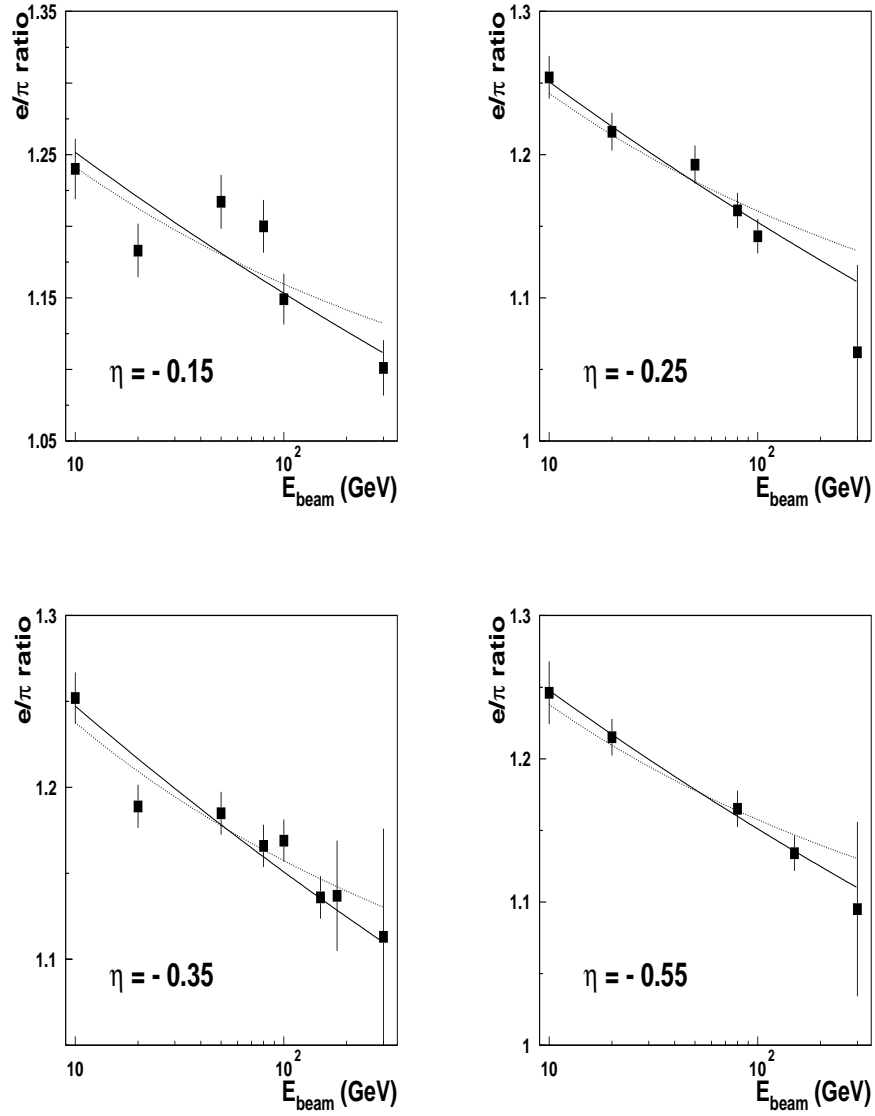 e/π ratio
1.35
1.25
1.15
1.05
η = - 0.15
10
10²
E_beam (GeV)
e/π ratio
1.3
1.2
1.1
1
η = - 0.25
10
10²
E_beam (GeV)
e/π ratio
1.3
1.2
1.1
η = - 0.35
10
10²
E_beam (GeV)
e/π ratio
1.3
1.2
1.1
1
η = - 0.55
10
10²
E_beam (GeV)